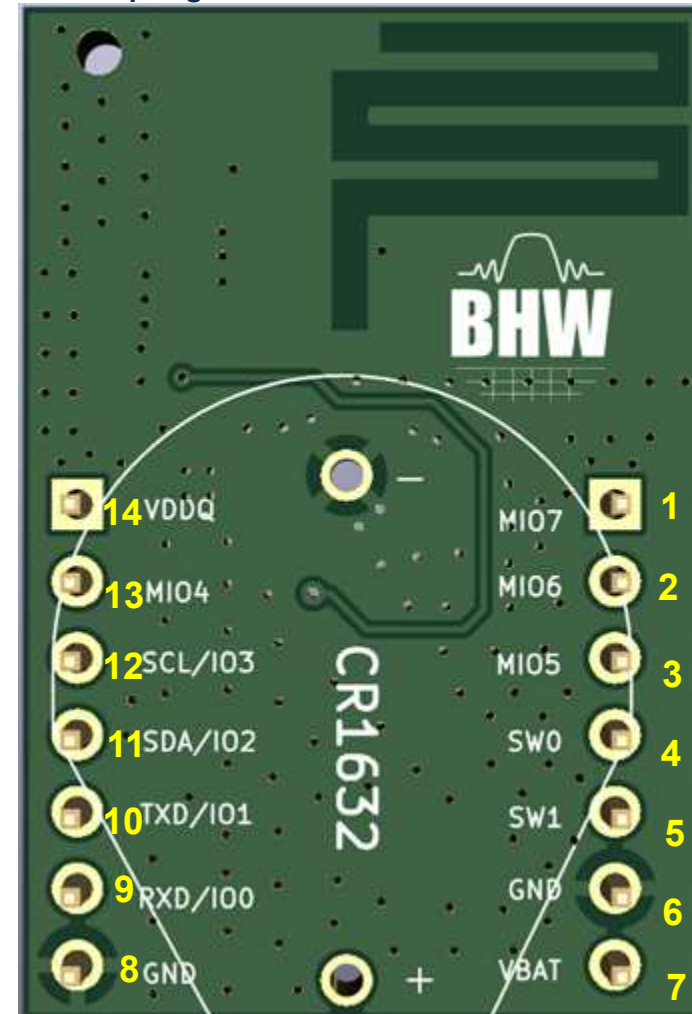 BHW
14 VDDQ
MIO7 1
13 MIO4
MIO6 2
12 SCL/IO3
MIO5 3
11 SDA/IO2
SW0 4
10 TXD/IO1
SW1 5
9 RXD/IO0
GND 6
8 GND
VBAT 7
-
CR1632
+